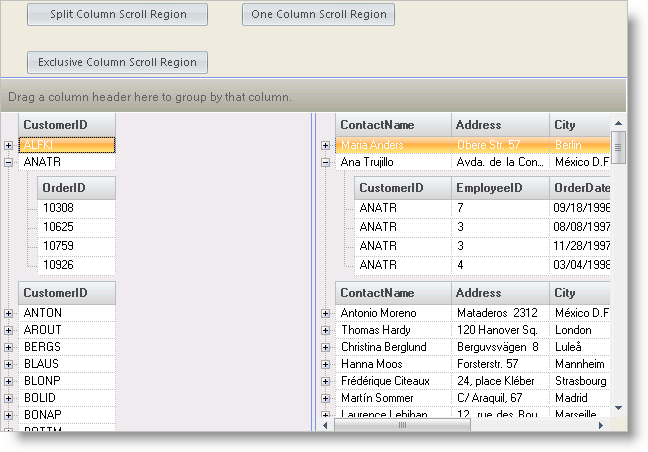 Split Column Scroll Region One Column Scroll Region
Exclusive Column Scroll Region
Drag a column header here to group by that column.
CustomerID ContactName Address City
ALFKI Maria Anders Obere Str. 57 Berlin
ANATR Ana Trujillo Avda. de la Con... México D.F
OrderID CustomerID EmployeeID OrderDate
10308 ANATR 7 09/18/1996
10625 ANATR 3 08/08/1997
10759 ANATR 3 11/28/1997
10926 ANATR 4 03/04/1998
CustomerID ContactName Address City
ANTON Antonio Moreno Mataderos 2312 México D.F
AROUT Thomas Hardy 120 Hanover Sq. London
BERGS Christina Berglund Berguvsvägen 8 Luleå
BLAUS Hanna Moos Forsterstr. 57 Mannheim
BLONP Frédérique Citeaux 24, place Kléber Strasbourg
BOLID Martín Sommer C/ Araquil, 67 Madrid
BONAP Laurence Lebihan 12, rue des Bou... Marseille
BOTTM